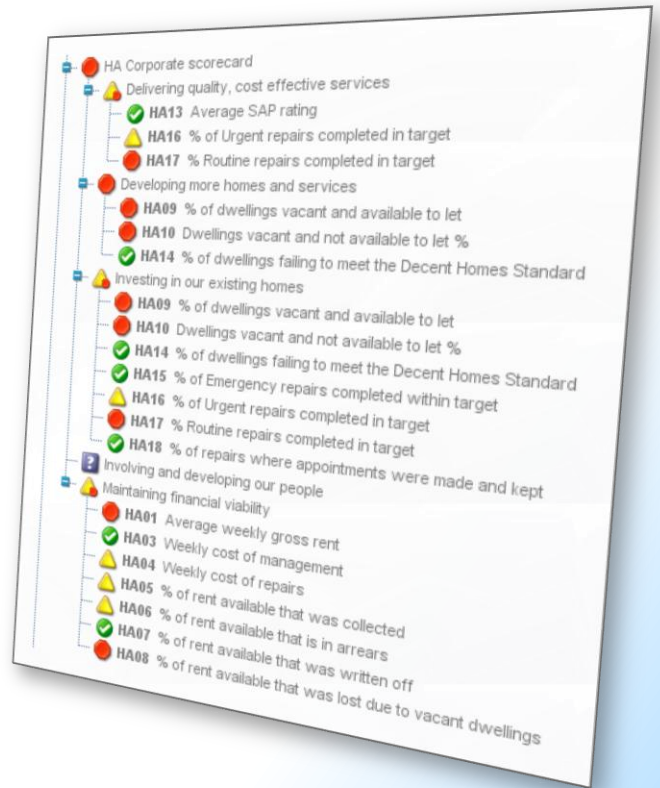 HA Corporate scorecard
Delivering quality, cost effective services
HA13 Average SAP rating
HA16 % of Urgent repairs completed in target
HA17 % Routine repairs completed in target
Developing more homes and services
HA09 % of dwellings vacant and available to let
HA10 Dwellings vacant and not available to let %
HA14 % of dwellings failing to meet the Decent Homes Standard
Investing in our existing homes
HA09 % of dwellings vacant and available to let
HA10 Dwellings vacant and not available to let %
HA14 % of dwellings failing to meet the Decent Homes Standard
HA15 % of Emergency repairs completed within target
HA16 % of Urgent repairs completed in target
HA17 % Routine repairs completed in target
HA18 % of repairs where appointments were made and kept
? Involving and developing our people
Maintaining financial viability
HA01 Average weekly gross rent
HA03 Weekly cost of management
HA04 Weekly cost of repairs
HA05 % of rent available that was collected
HA06 % of rent available that is in arrears
HA07 % of rent available that was written off
HA08 % of rent available that was lost due to vacant dwellings